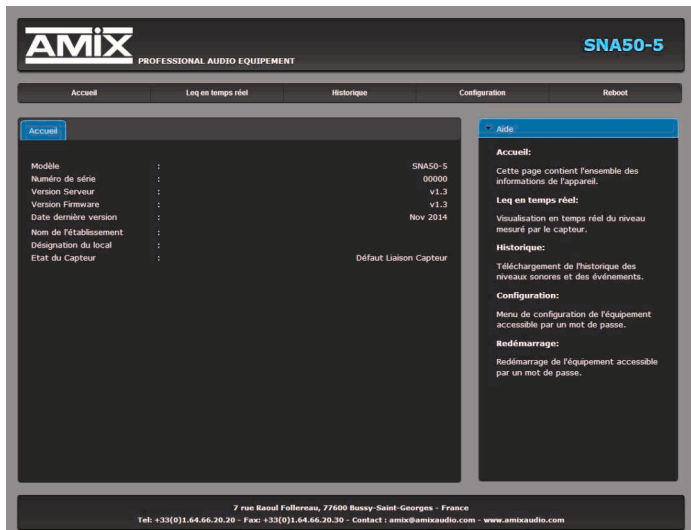 AMIX
PROFESSIONAL AUDIO EQUIPEMENT
SNA50-5
Accueil
Leq en temps réel
Historique
Configuration
Reboot
Accueil
Modèle : SNA50-5
Numéro de série : 00000
Version Serveur : v1.3
Version Firmware : v1.3
Date dernière version : Nov 2014
Nom de l'établissement :
Désignation du local :
Etat du Capteur : Défaut Liaison Capteur
Aide
Accueil:
Cette page contient l'ensemble des
informations de l'appareil.
Leq en temps réel:
Visualisation en temps réel du niveau
mesuré par le capteur.
Historique:
Téléchargement de l'historique des
niveaux sonores et des événements.
Configuration:
Menu de configuration de l'équipement
accessible par un mot de passe.
Redémarrage:
Redémarrage de l'équipement accessible
par un mot de passe.
7 rue Raoul Follereau, 77600 Bussy-Saint-Georges - France
Tel: +33(0)1.64.66.20.20 - Fax: +33(0)1.64.66.20.30 - Contact : amix@amixaudio.com - www.amixaudio.com